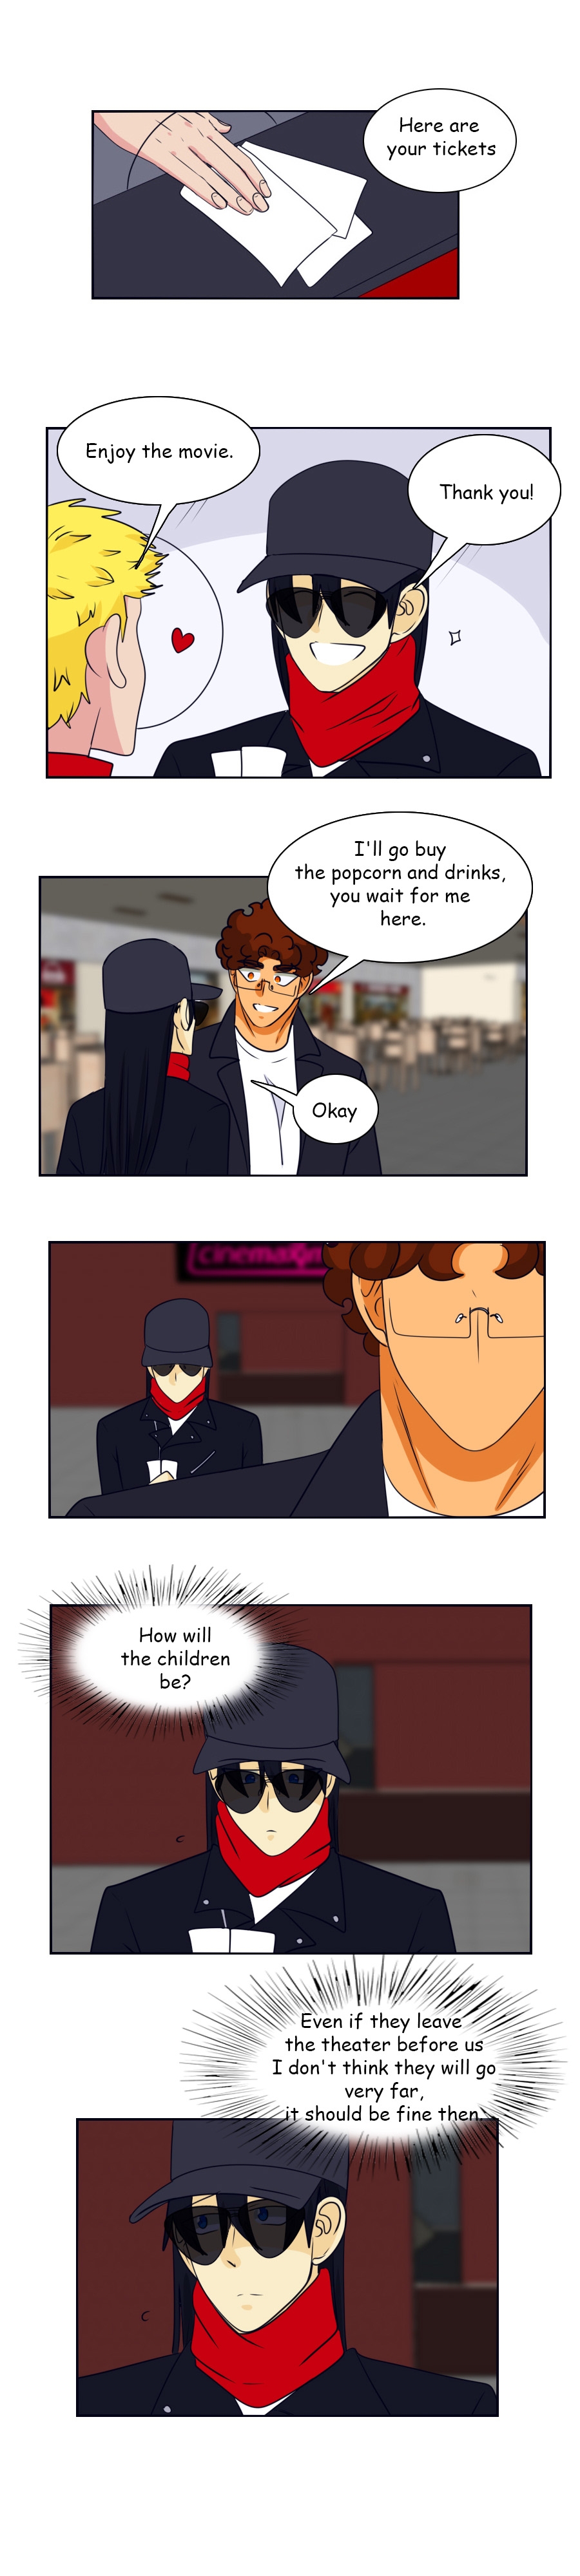 Here are
your tickets
Enjoy the movie.
Thank you!
I'll go buy
the popcorn and drinks,
you wait for me
here.
Okay
How will
the children
be?
Even if they leave
the theater before us
I don't think they will go
very far,
it should be fine then.